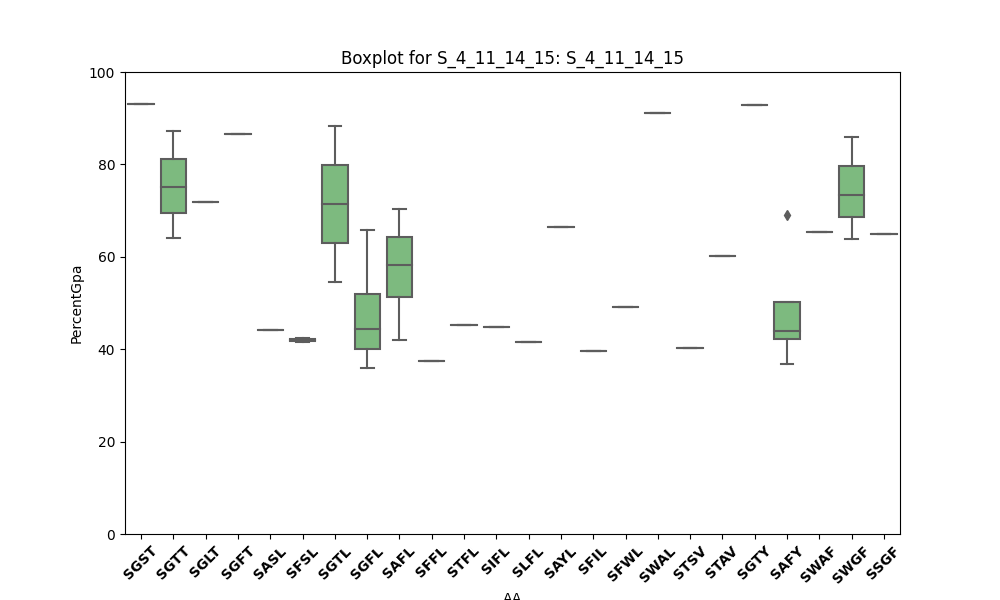 Boxplot for S_4_11_14_15: S_4_11_14_15
100
80
60
40
20
0
PercentGpa
SGST SGTT SGLT SGFT SASL SFSL SGTL SGFL SAFL SFFL STFL SIFL SLFL SAYL SFIL SFWL SWAL STSV STAV SGTY SAFY SWAF SWGF SSGF
AA